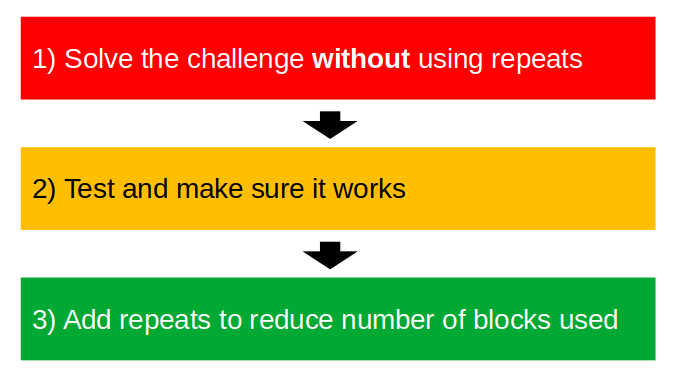 1) Solve the challenge without using repeats
2) Test and make sure it works
3) Add repeats to reduce number of blocks used